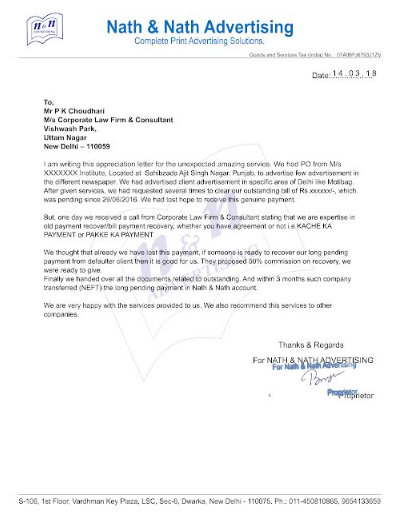 n & n
ADVERTISING
Nath & Nath Advertising
Complete Print Advertising Solutions.
Goods and Services Tax (India) No. :
Date: 14.03.18
To,
Mr P K Choudhari
M/s Corporate Law Firm & Consultant
Vishwash Park,
Uttam Nagar
New Delhi – 110059
I am writing this appreciation letter for the unexpected amazing service. We had PO from M/s
XXXXXXX Institute, Located at Sahibzade Ajit Singh Nagar, Punjab, to advertise few advertisement in
the different newspaper. We had advertised client advertisement in specific area of Delhi like Motibag.
After given services, we had requested several times to clear our outstanding bill of Rs.xxxxxx/-, which
was pending since 29/06/2016. We had lost hope to receive this genuine payment.
But, one day we received a call from Corporate Law Firm & Consultant stating that we are expertise in
old payment recover/bill payment recovery, whether you have agreement or not i.e KACHE KA
PAYMENT or PAKKE KA PAYMENT.
We thought that already we have lost this payment, if someone is ready to recover our long pending
payment from defaulter client then it is good for us. They proposed 50% commission on recovery, we
were ready to give.
Finally we handed over all the documents, related to outstanding. And within 3 months such company
transferred (NEFT) the long pending payment in Nath & Nath account.
We are very happy with the services provided to us. We also recommend this services to other
companies.
n & n
ADVERTISING
Thanks & Regards
For NATH & NATH ADVERTISING
For Nath & Nath Advertising
Proprietor
Proprietor
S-106, 1st Floor, Vardhman Key Plaza, LSC, Sec-6, Dwarka, New Delhi - 110075. Ph.: 011-450810865, 9654133659